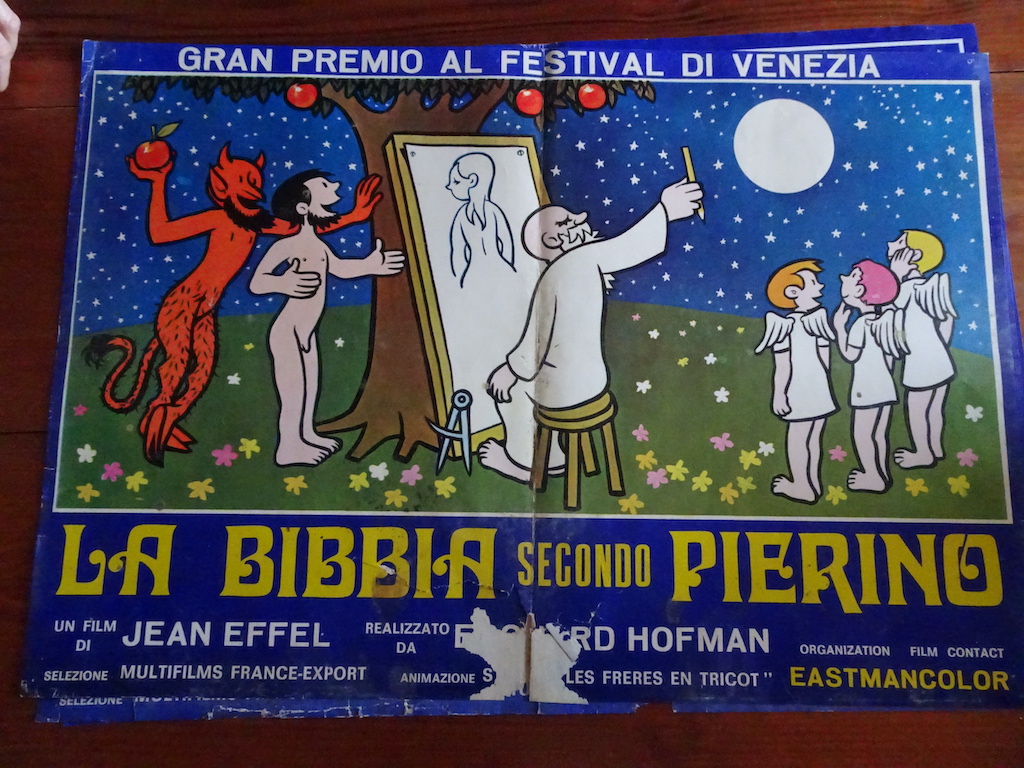 GRAN PREMIO AL FESTIVAL DI VENEZIA
LA BIBBIA SECONDO PIERINO
UN FILM DI JEAN EFFEL
REALIZZATO DA HOFMAN
SELEZIONE MULTIFILMS FRANCE-EXPORT
ANIMAZIONE LES FRERES EN TRICOT"
ORGANIZATION FILM CONTACT
EASTMANCOLOR
SELEZIONE